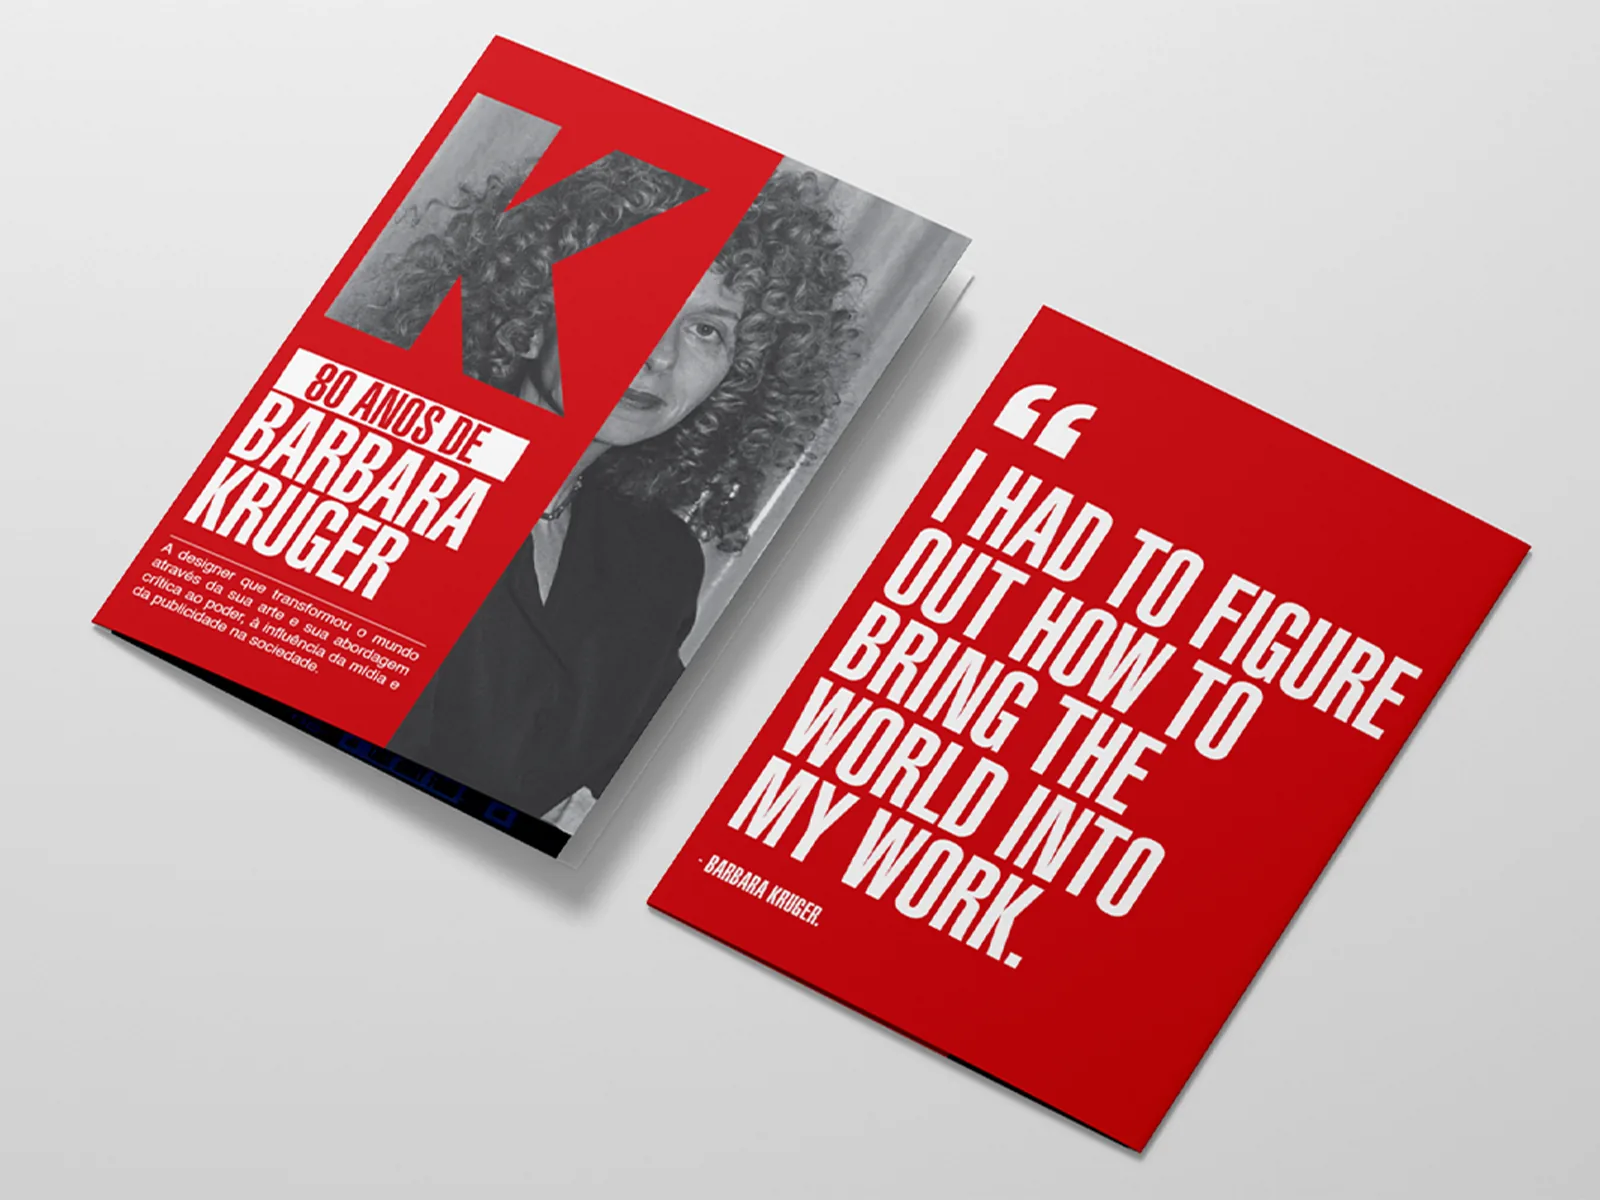 K
80 ANOS DE
BARBARA
KRUGER
A designer que transformou o mundo
através da sua arte e sua abordagem
crítica ao poder, à influência da mídia e
da publicidade na sociedade.
“
I HAD TO FIGURE
OUT HOW TO
BRING THE
WORLD INTO
MY WORK.
- BARBARA KRUGER.